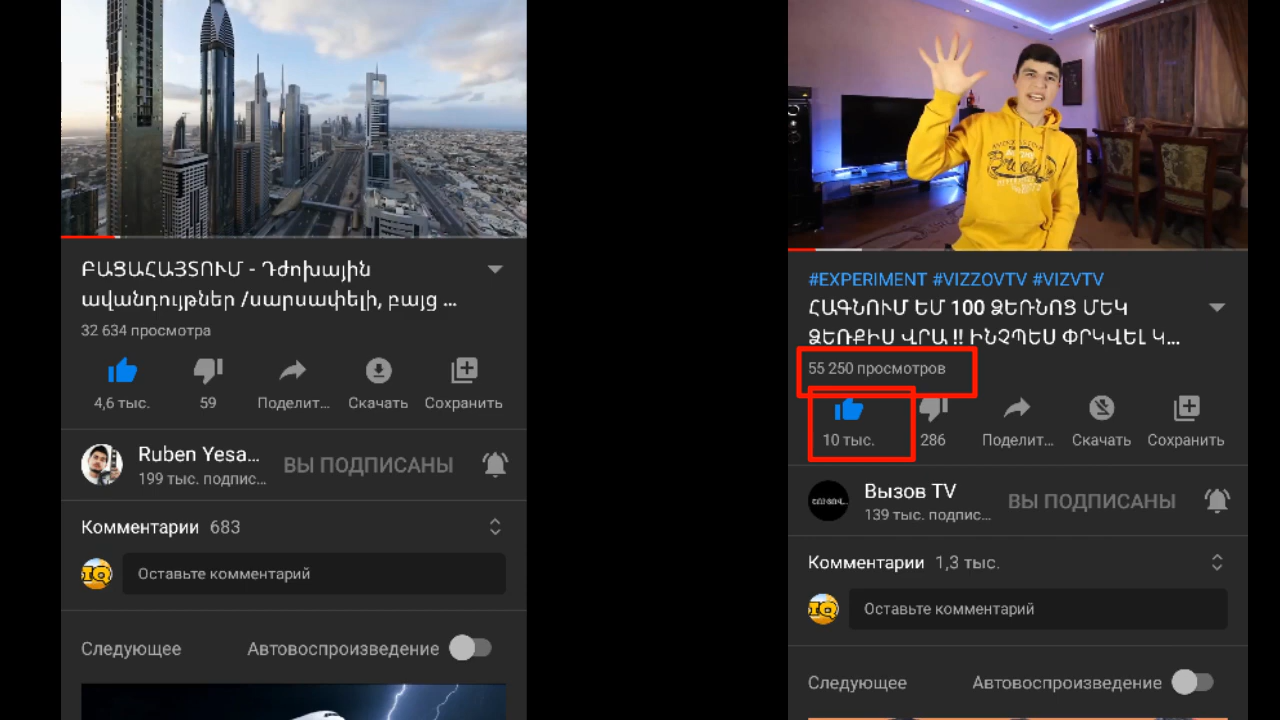 ԲԱՑԱՀԱՅՏՈՒՄ - Դժոխային
ավանդույթներ /սարսափելի, բայց ...
32 634 просмотра
4,6 тыс.
59
Поделит...
Скачать
Сохранить
Ruben Yesa...
199 тыс. подпис...
ВЫ ПОДПИСАНЫ
Комментарии 683
IQ
Оставьте комментарий
Следующее
Автовоспроизведение
#EXPERIMENT #VIZZOVTV #VIZVTV
ՀԱԳՆՈՒՄ ԵՄ 100 ՁԵՌՆՈՑ ՄԵԿ
ՁԵՌՔԻՍ ՎՐԱ !! ԻՆՉՊԵՍ ՓՐԿՎԵԼ Կ...
55 250 просмотров
10 тыс.
286
Поделит...
Скачать
Сохранить
Вызов TV
139 тыс. подпис...
ВЫ ПОДПИСАНЫ
Комментарии 1,3 тыс.
IQ
Оставьте комментарий
Следующее
Автовоспроизведение